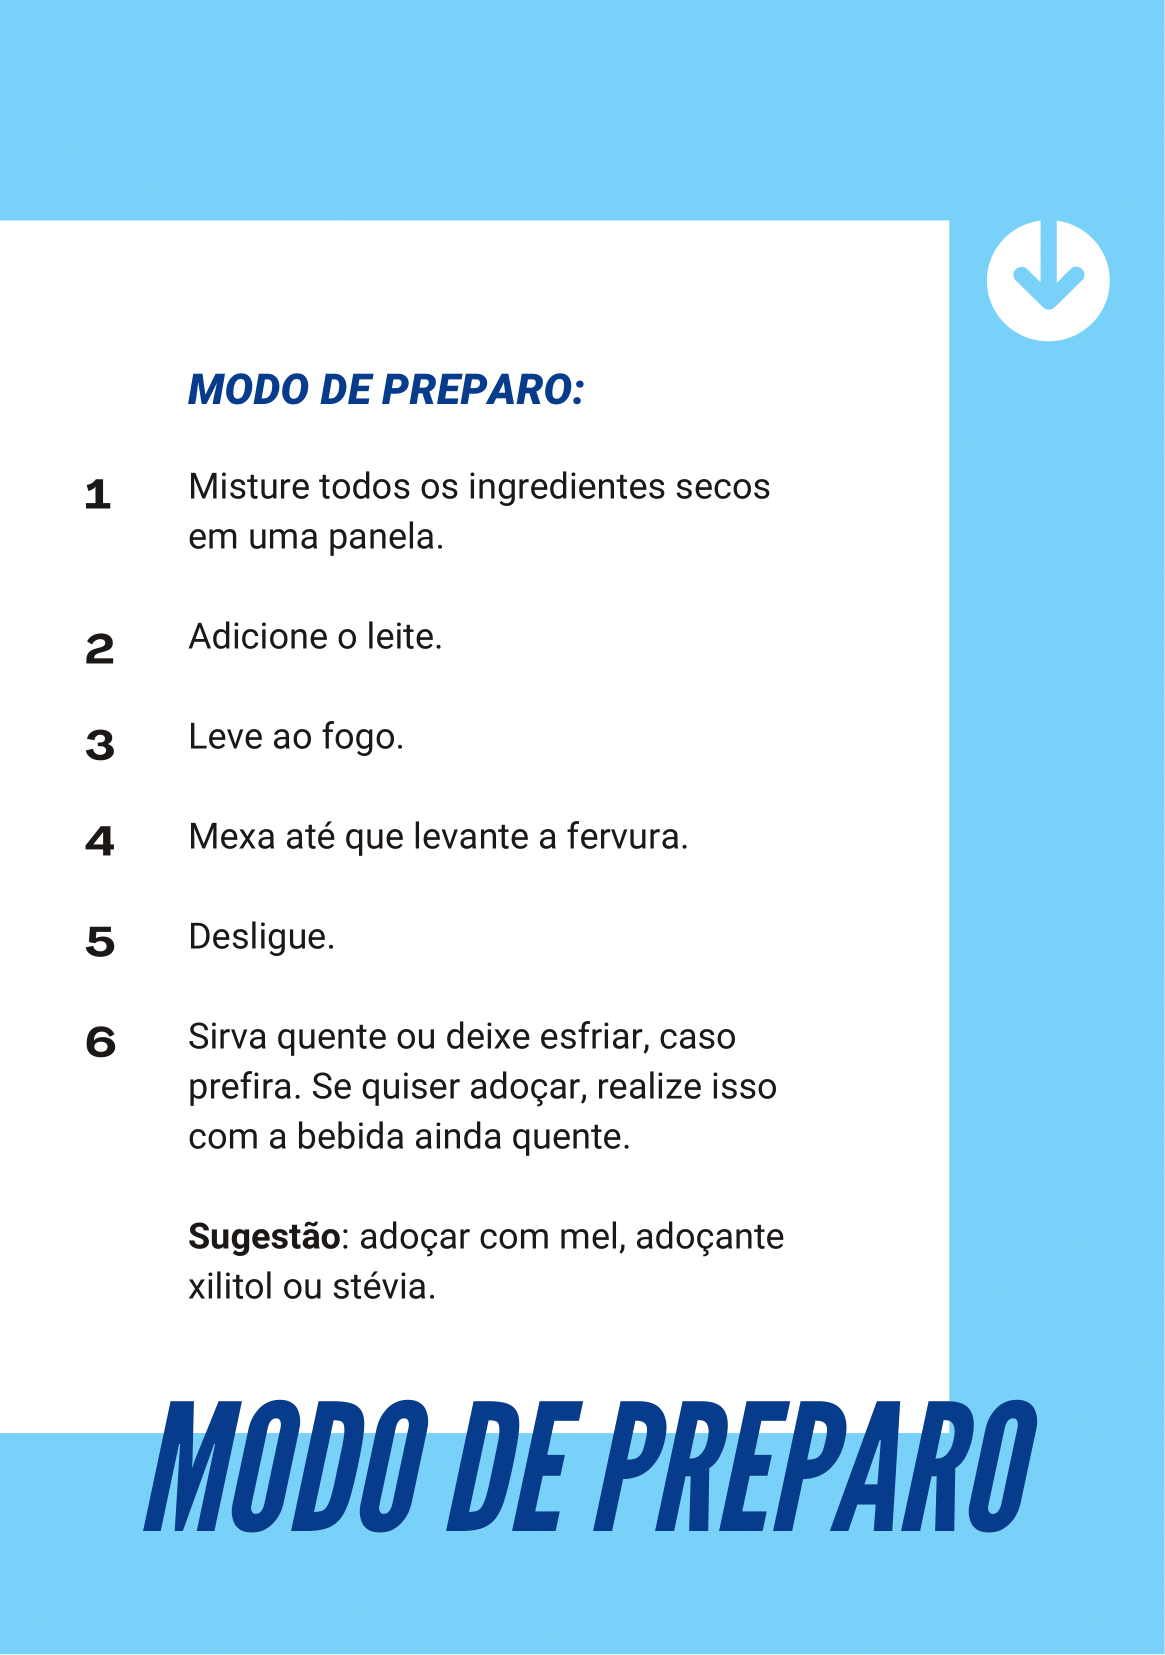 MODO DE PREPARO:
1 Misture todos os ingredientes secos
em uma panela.
2 Adicione o leite.
3 Leve ao fogo.
4 Mexa até que levante a fervura.
5 Desligue.
6 Sirva quente ou deixe esfriar, caso
prefira. Se quiser adoçar, realize isso
com a bebida ainda quente.
Sugestão: adoçar com mel, adoçante
xilitol ou stévia.
MODO DE PREPARO